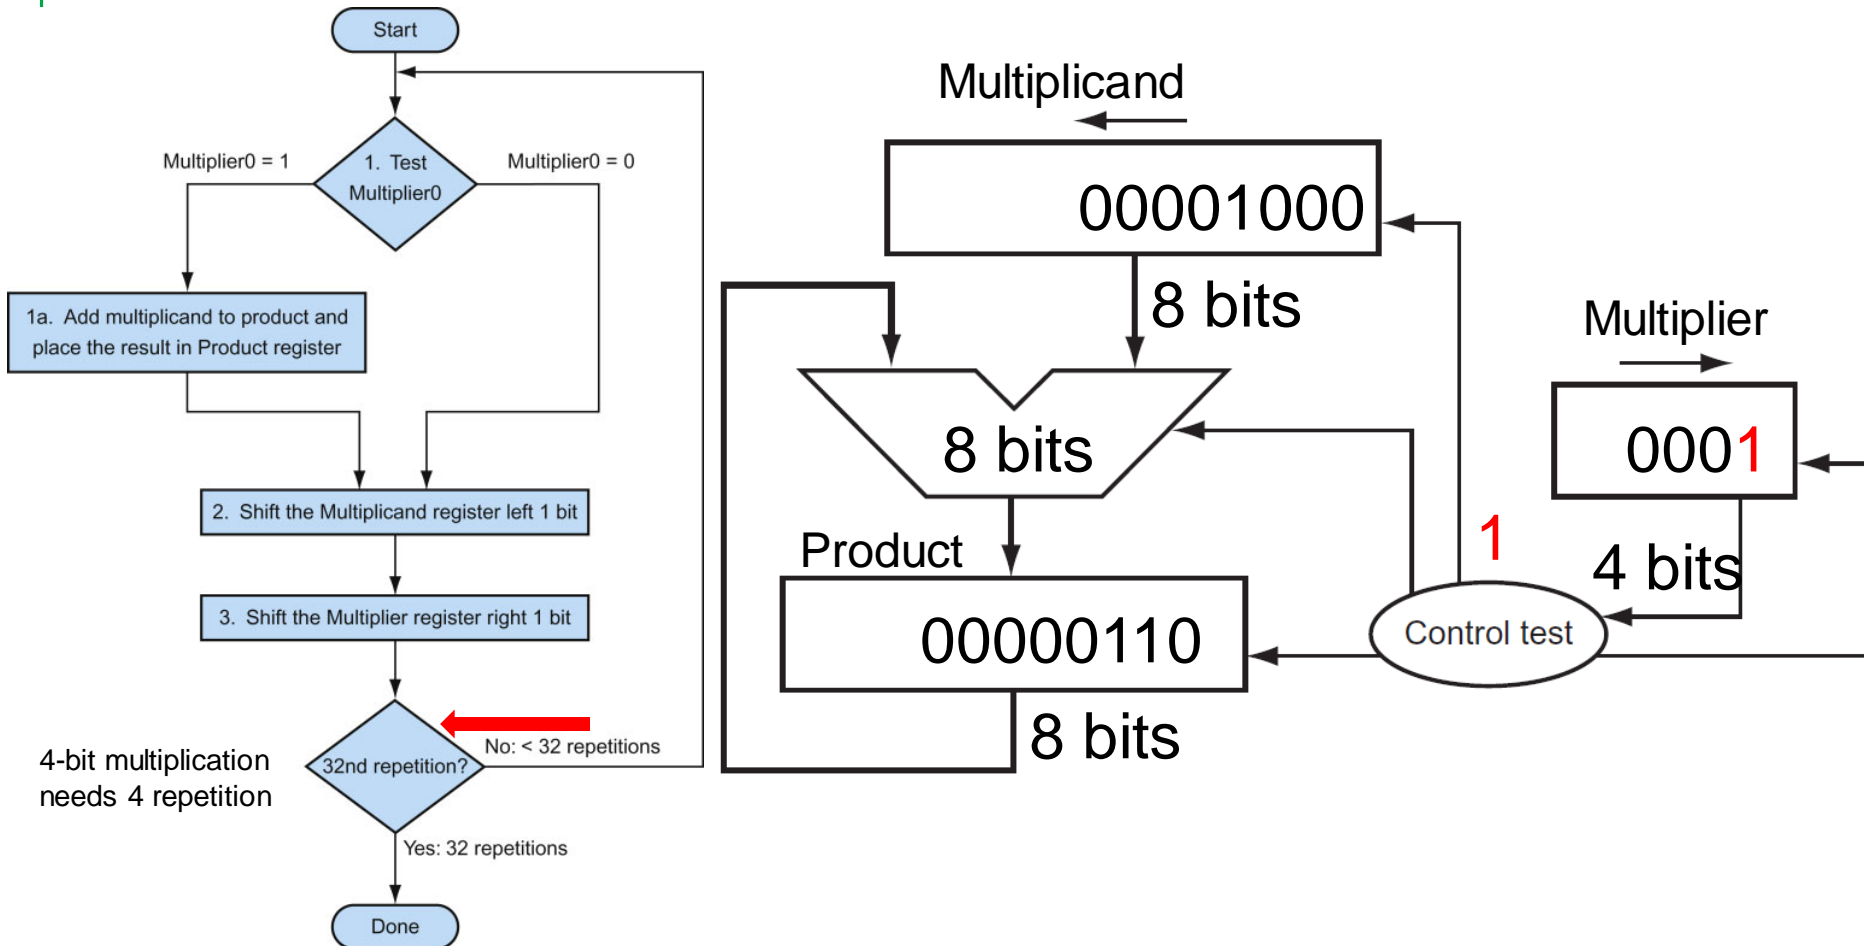 Start
Multiplier0 = 1
1. Test
Multiplier0
Multiplier0 = 0
1a. Add multiplicand to product and
place the result in Product register
2. Shift the Multiplicand register left 1 bit
3. Shift the Multiplier register right 1 bit
No: < 32 repetitions
32nd repetition?
4-bit multiplication
needs 4 repetition
Yes: 32 repetitions
Done
Multiplicand
00001000
8 bits
Multiplier
0001
8 bits
1
4 bits
Product
00000110
Control test
8 bits